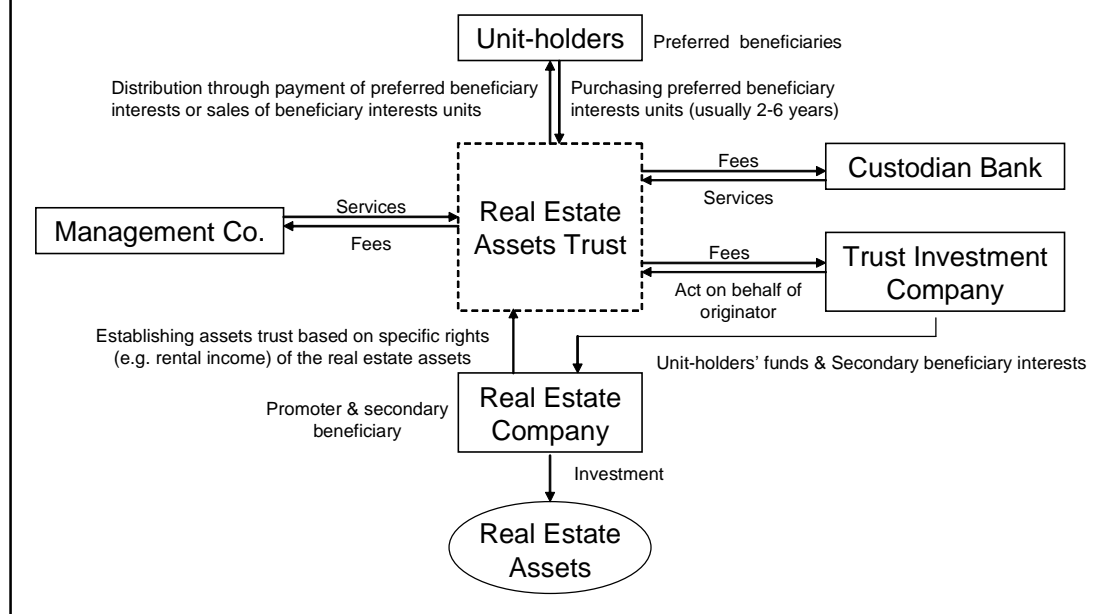 Unit-holders
Preferred beneficiaries
Distribution through payment of preferred beneficiary
interests or sales of beneficiary interests units
Purchasing preferred beneficiary
interests units (usually 2-6 years)
Fees
Custodian Bank
Services
Real Estate
Assets Trust
Services
Management Co.
Fees
Fees
Trust Investment
Company
Act on behalf of
originator
Establishing assets trust based on specific rights
(e.g. rental income) of the real estate assets
Unit-holders’ funds & Secondary beneficiary interests
Promoter & secondary
beneficiary
Real Estate
Company
Investment
Real Estate
Assets